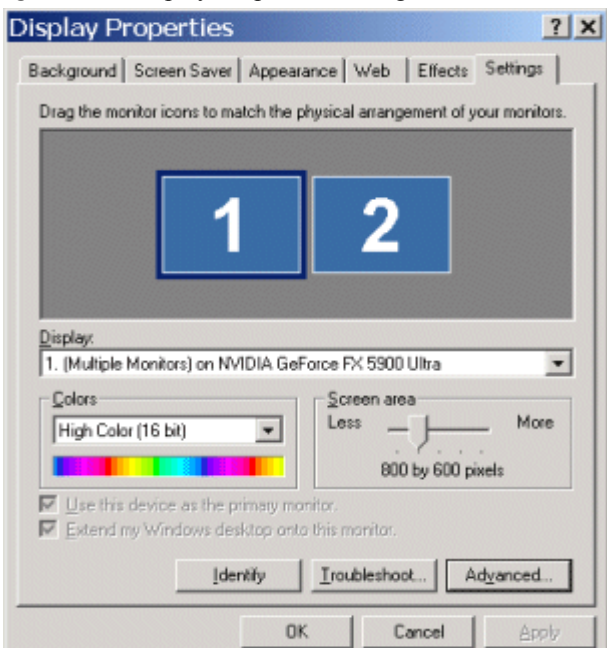 Display Properties
Background Screen Saver Appearance Web Effects Settings
Drag the monitor icons to match the physical arrangement of your monitors.
1 2
Display:
1. (Multiple Monitors) on NVIDIA GeForce FX 5900 Ultra
Colors
High Color (16 bit)
Screen area
Less More
800 by 600 pixels
Use this device as the primary monitor.
Extend my Windows desktop onto this monitor.
Identify Troubleshoot... Advanced...
OK Cancel Apply